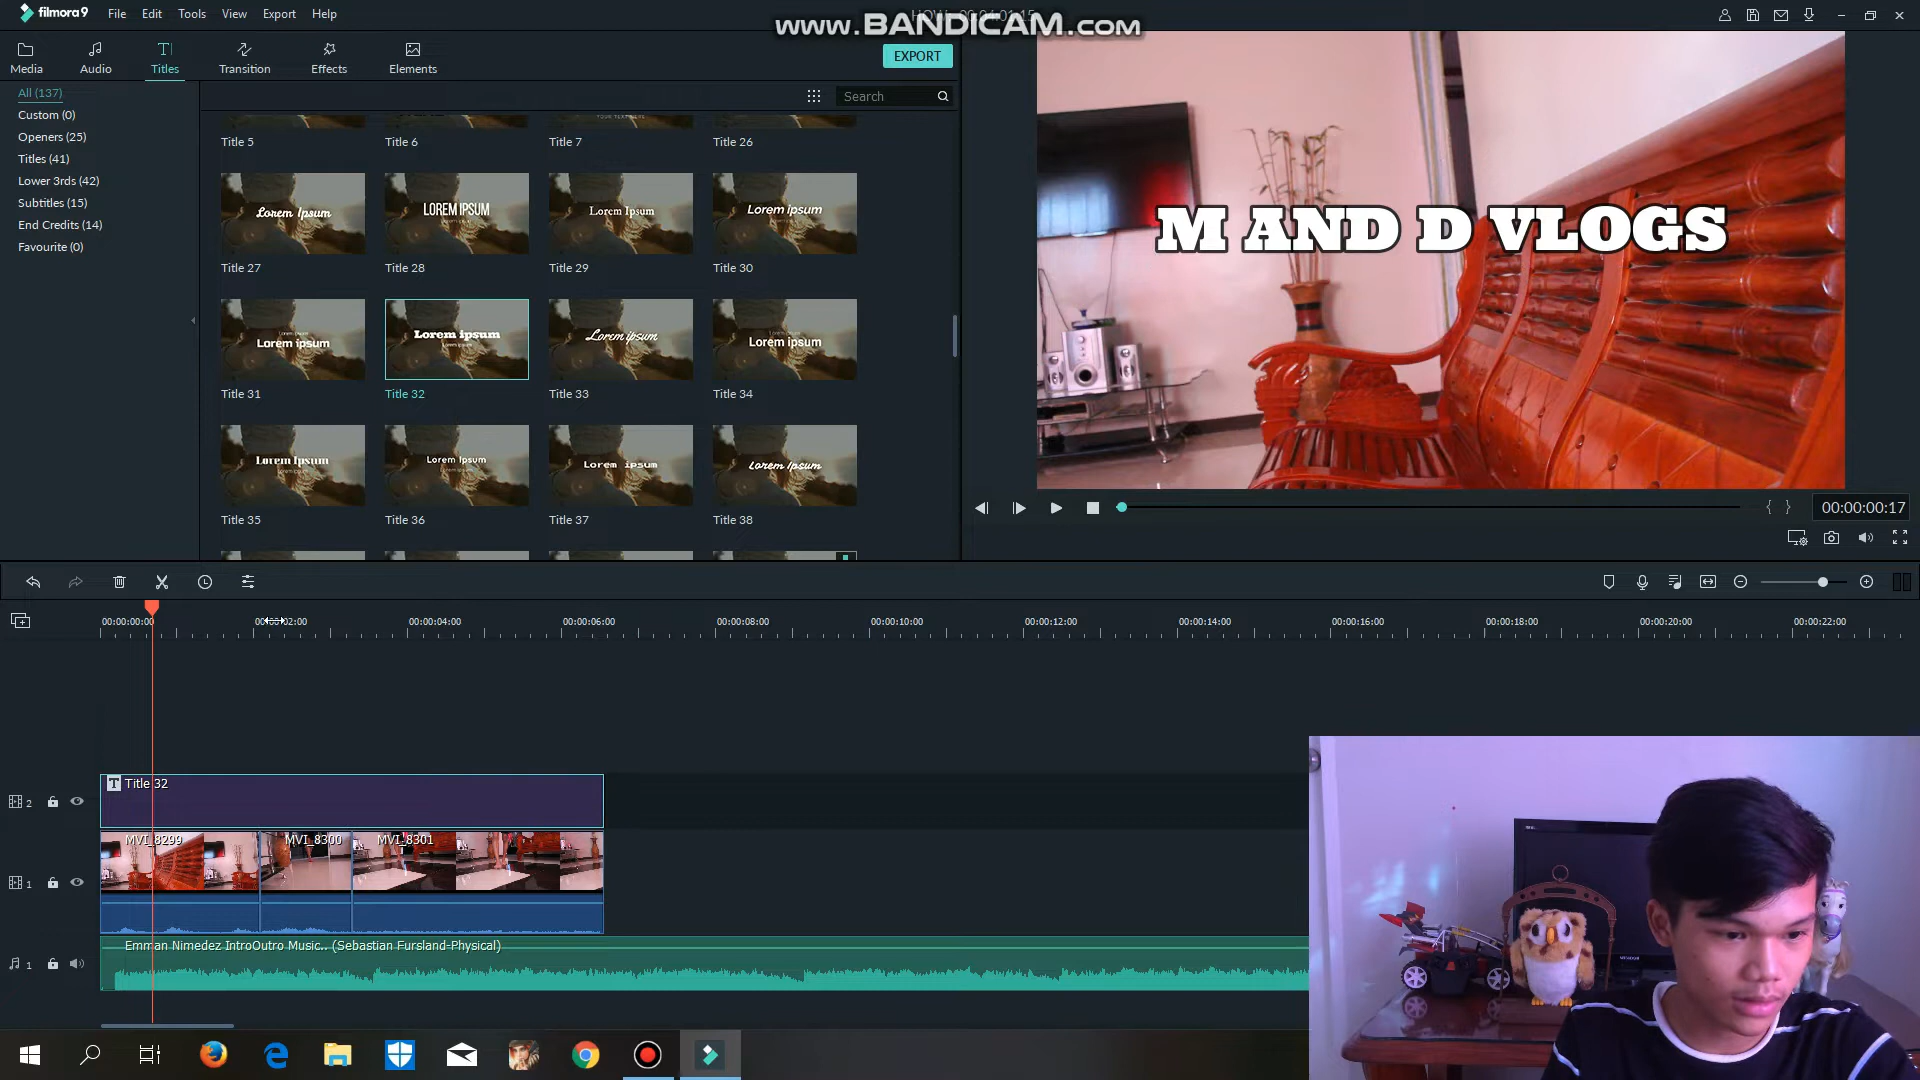 filmora9
File
Edit
Tools
View
Export
Help
www.BANDICAM.com
Media
Audio
Titles
Transition
Effects
Elements
EXPORT
All (137)
Custom (0)
Openers (25)
Titles (41)
Lower 3rds (42)
Subtitles (15)
End Credits (14)
Favourite (0)
Search
Title 5
Title 6
Title 7
Title 26
Lorem Ipsum
LOREM IPSUM
Lorem Ipsum
Lorem Ipsum
Title 27
Title 28
Title 29
Title 30
Lorem ipsum
Lorem ipsum
Lorem ipsum
Lorem ipsum
Title 31
Title 32
Title 33
Title 34
Lorem Ipsum
Lorem Ipsum
Lorem ipsum
Lorem Ipsum
Title 35
Title 36
Title 37
Title 38
M AND D VLOGS
00:00:00:17
00:00:00:00
00:00:02:00
00:00:04:00
00:00:06:00
00:00:08:00
00:00:10:00
00:00:12:00
00:00:14:00
00:00:16:00
00:00:18:00
00:00:20:00
00:00:22:00
2
T Title 32
1
MVI_8299
MVI_8300
MVI_8301
1
Emman Nimedez IntroOutro Music.. (Sebastian Fursland-Physical)